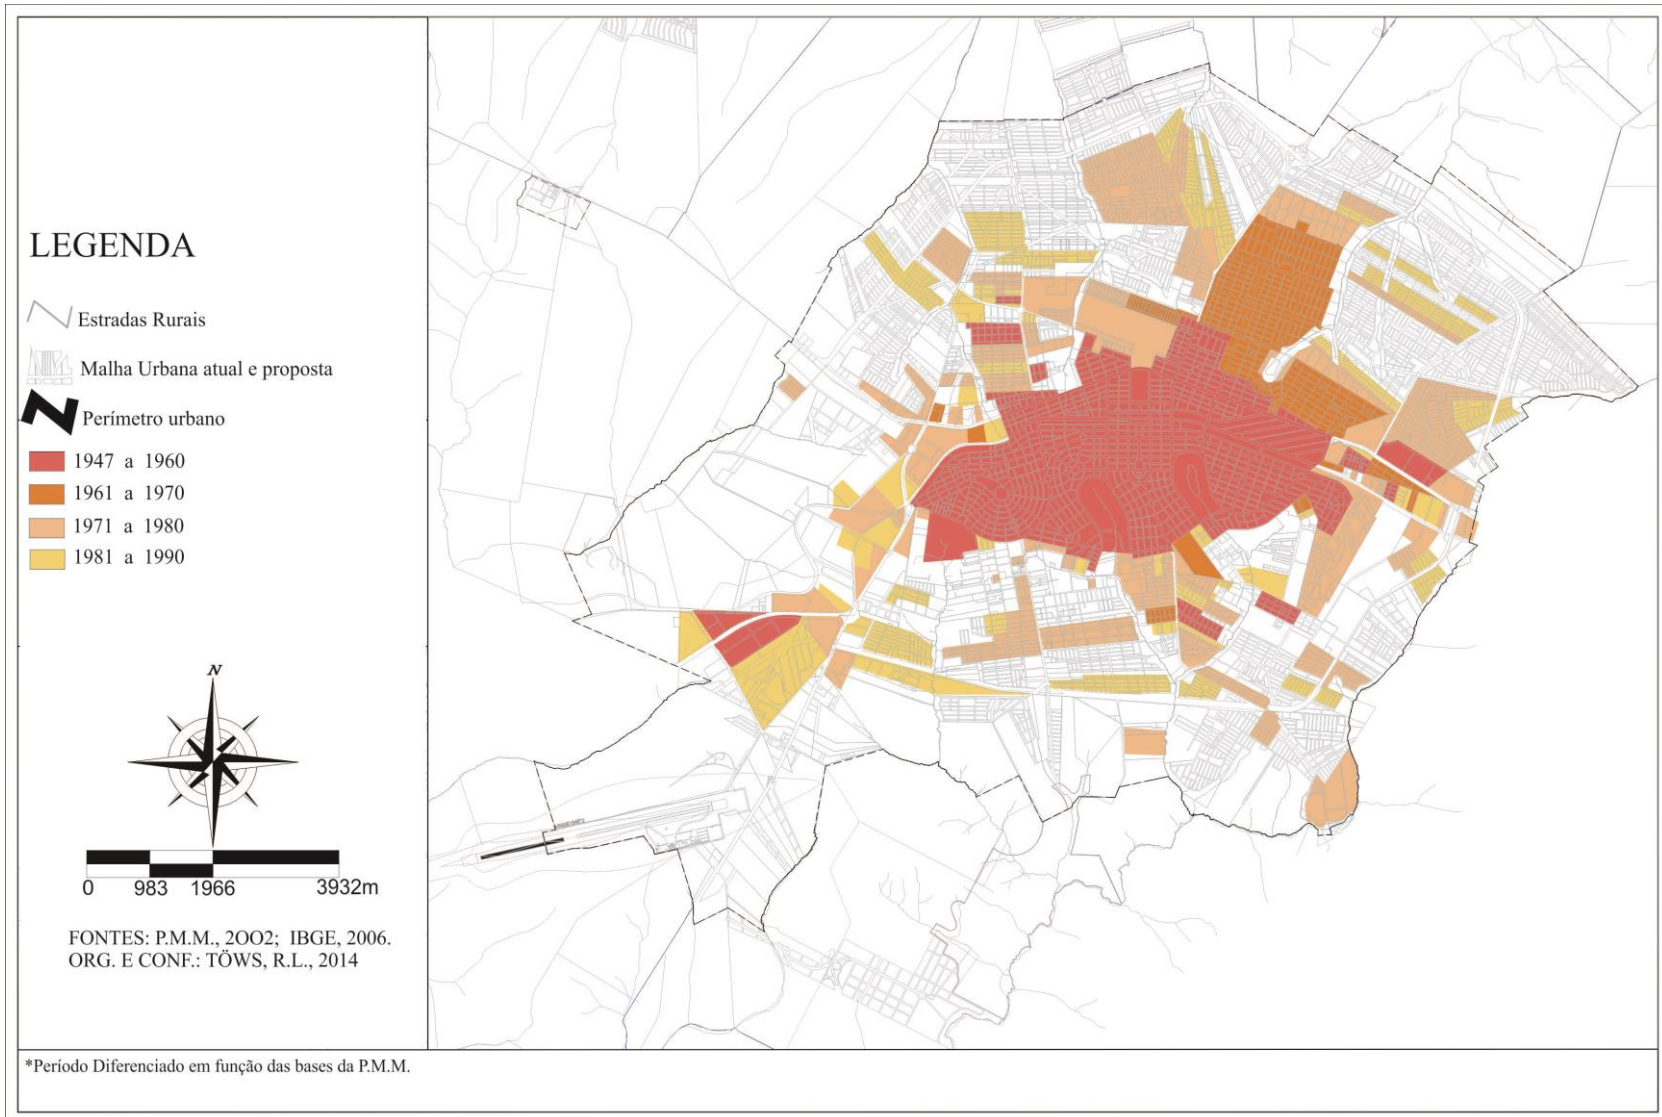 LEGENDA
Estradas Rurais
Malha Urbana atual e proposta
Perímetro urbano
1947 a 1960
1961 a 1970
1971 a 1980
1981 a 1990
N
0 983 1966 3932m
FONTES: P.M.M., 2OO2; IBGE, 2006.
ORG. E CONF.: TÖWS, R.L., 2014
*Período Diferenciado em função das bases da P.M.M.